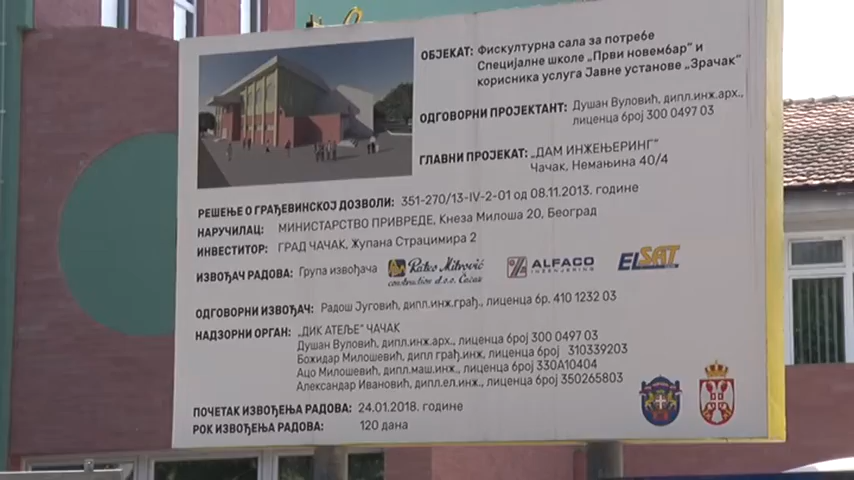 ОБЈЕКАТ: Фискултурна сала за потребе
Специјалне школе „Први новембар" и
корисника услуга Јавне установе „Зрачак"
ОДГОВОРНИ ПРОЈЕКТАНТ: Душан Вуловић, дипл.инж.арх.,
лиценца број 300 0497 03
ГЛАВНИ ПРОЈЕКАТ: „ДАМ ИНЖЕЊЕРИНГ"
Чачак, Немањина 40/4
РЕШЕЊЕ О ГРАЂЕВИНСКОЈ ДОЗВОЛИ: 351-270/13-IV-2-01 од 08.11.2013. године
НАРУЧИЛАЦ: МИНИСТАРСТВО ПРИВРЕДЕ, Кнеза Милоша 20, Београд
ИНВЕСТИТОР: ГРАД ЧАЧАК, Жупана Страцимира 2
ИЗВОЂАЧ РАДОВА: Група извођача Ratko Mitrović ALFACO ELSAT
construction d.o.o. Čačak INŽENJERING
ОДГОВОРНИ ИЗВОЂАЧ: Радош Југовић, дипл.инж.грађ., лиценца бр. 410 1232 03
НАДЗОРНИ ОРГАН: „ДИК АТЕЉЕ" ЧАЧАК
Душан Вуловић, дипл.инж.арх., лиценца број 300 0497 03
Божидар Милошевић, дипл грађ.инж, лиценца број 310339203
Ацо Милошевић, дипл.маш.инж., лиценца број 330А10404
Александар Ивановић, дипл.ел.инж., лиценца број 350265803
ПОЧЕТАК ИЗВОЂЕЊА РАДОВА: 24.01.2018. године
РОК ИЗВОЂЕЊА РАДОВА: 120 дана